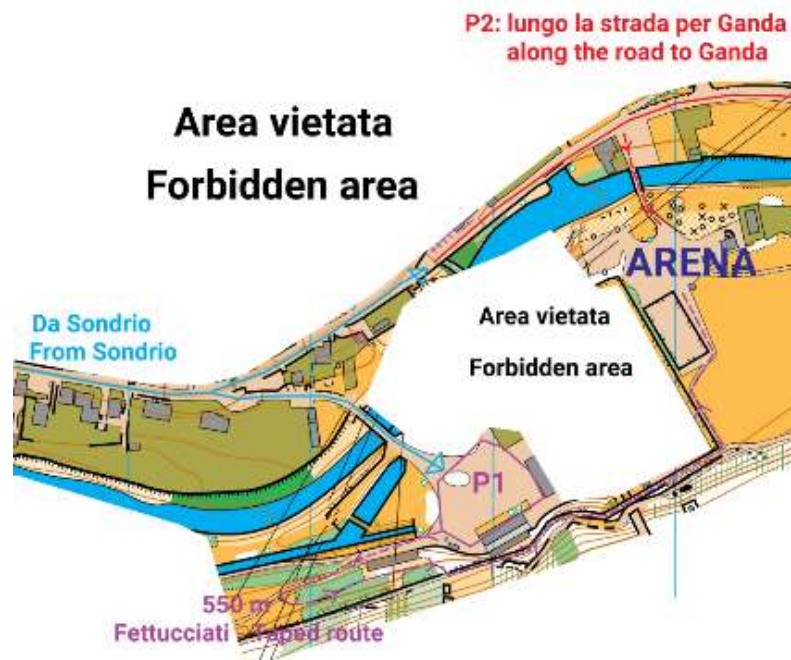 P2: lungo la strada per Ganda
along the road to Ganda
Area vietata
Forbidden area
ARENA
Da Sondrio
From Sondrio
Area vietata
Forbidden area
P1
550 m
Fettucciati - Taped route